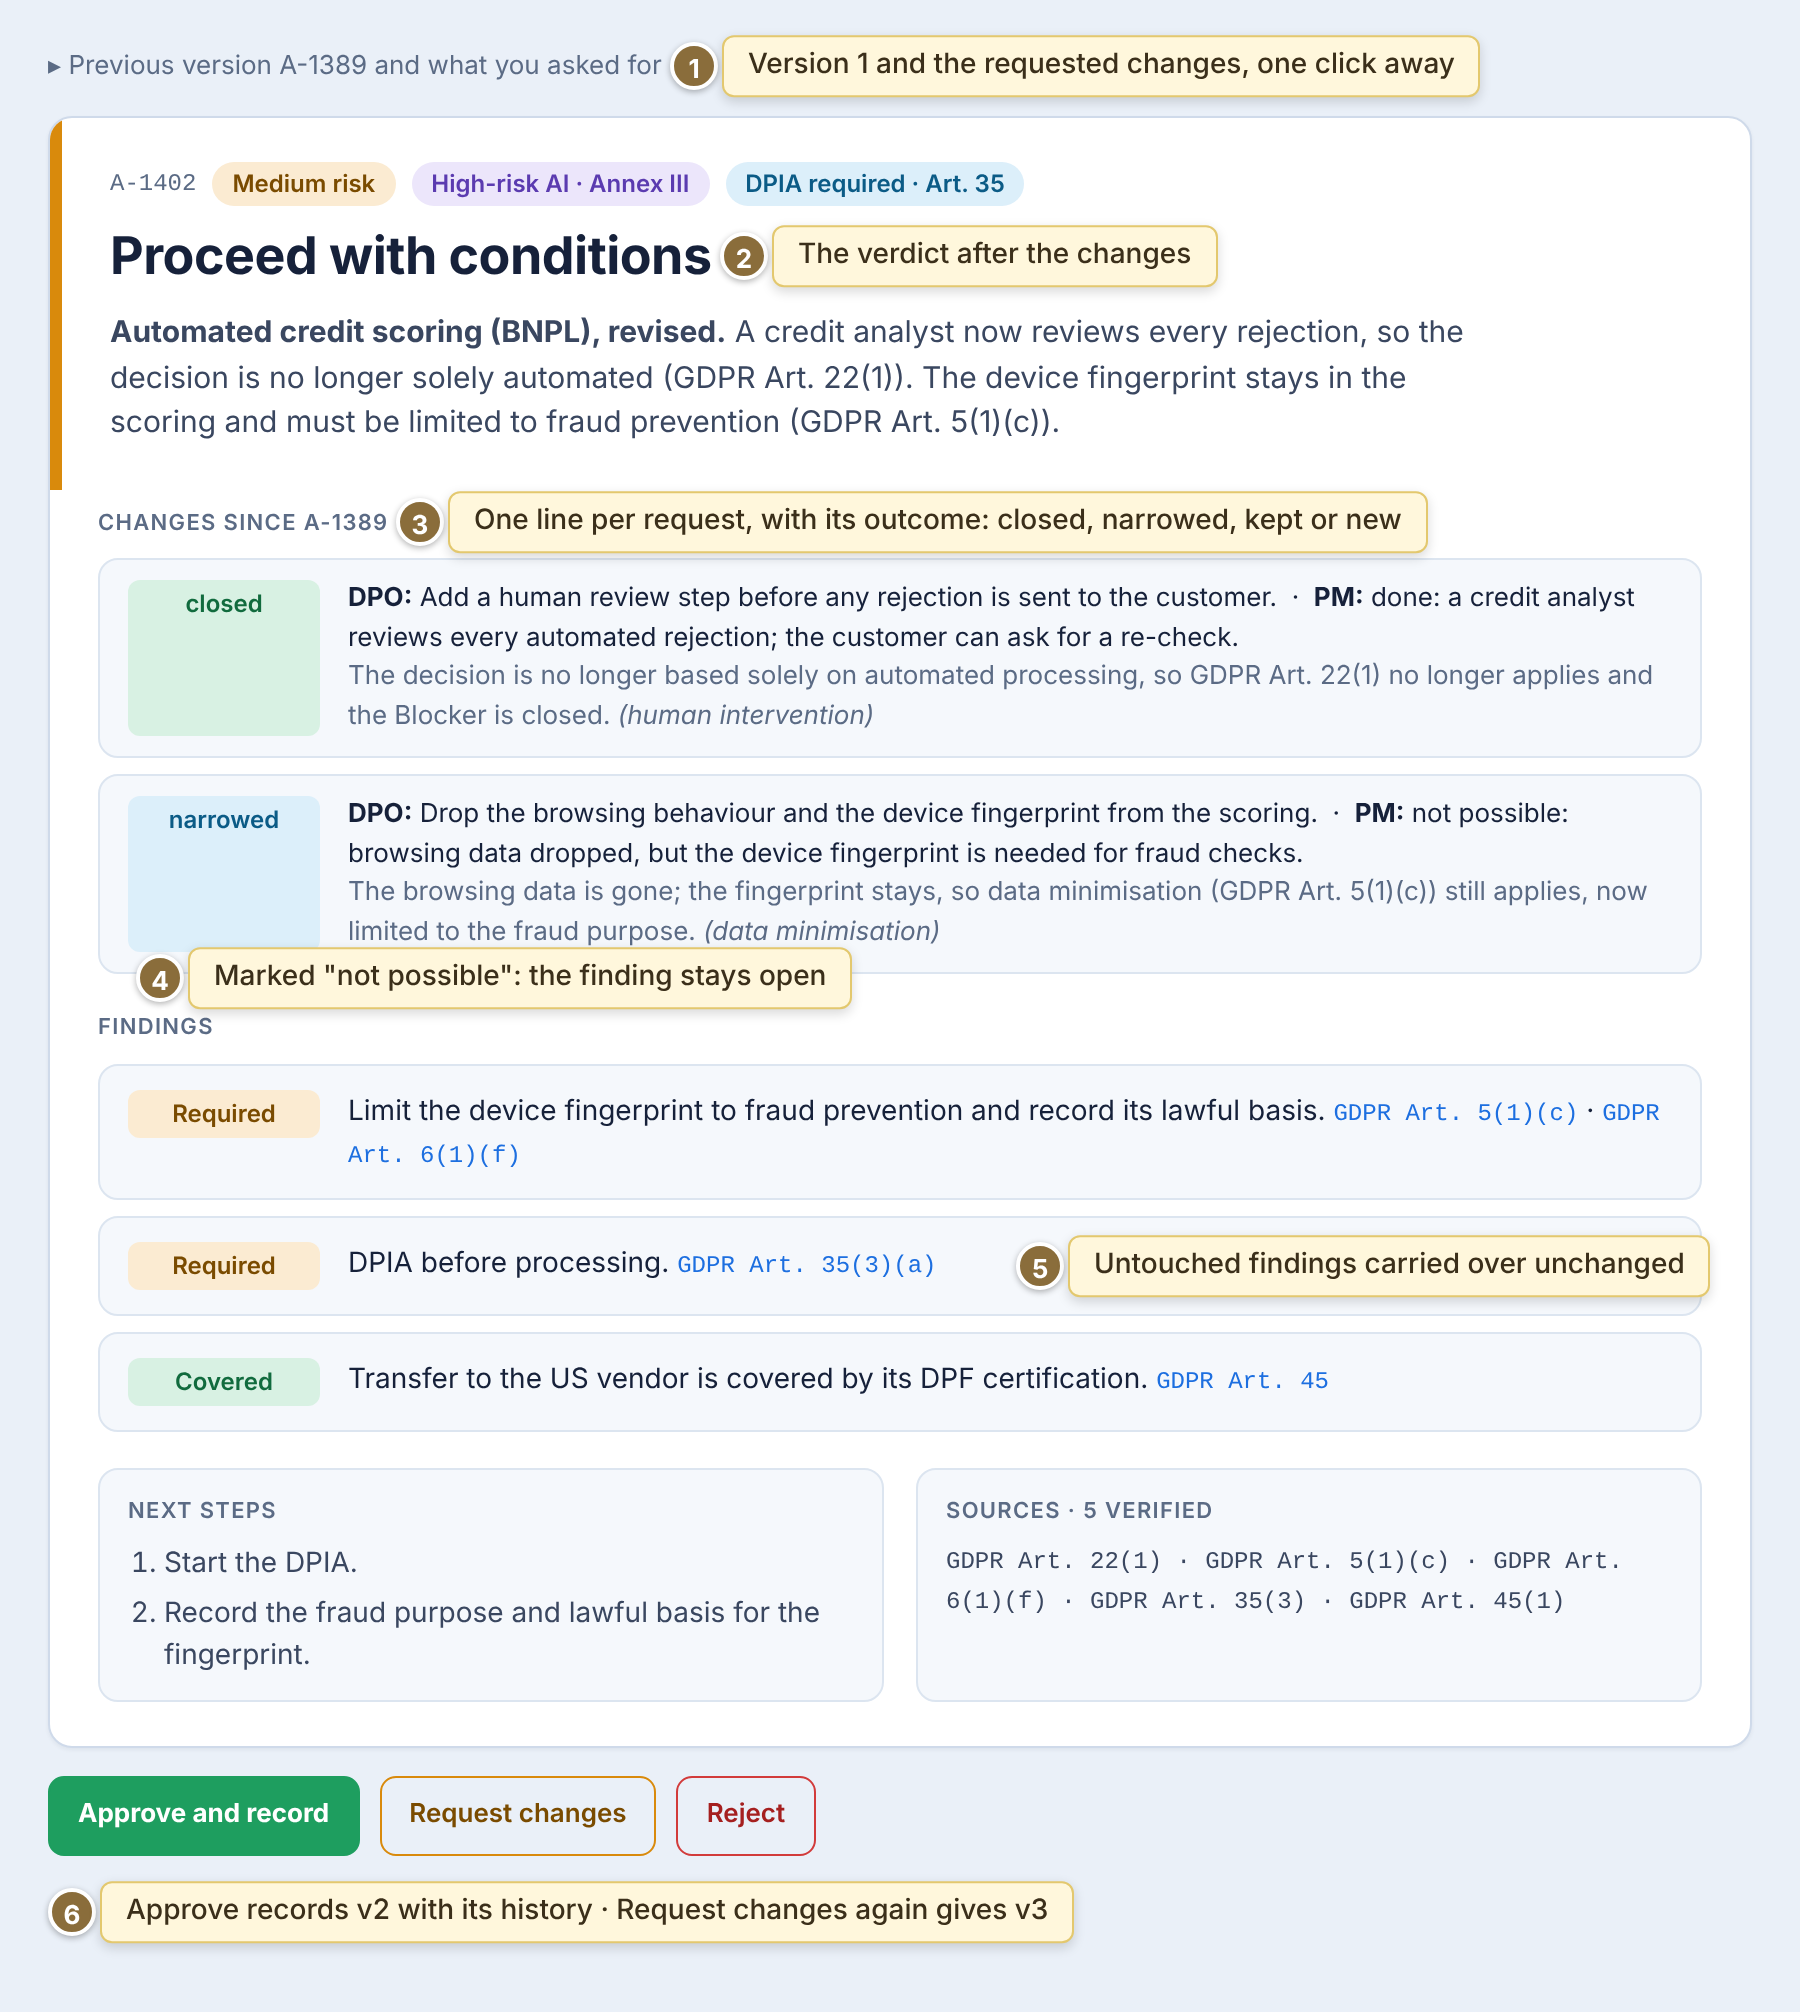 ▸ Previous version A-1389 and what you asked for
1 Version 1 and the requested changes, one click away
A-1402 Medium risk High-risk AI · Annex III DPIA required · Art. 35
Proceed with conditions
2 The verdict after the changes
Automated credit scoring (BNPL), revised. A credit analyst now reviews every rejection, so the
decision is no longer solely automated (GDPR Art. 22(1)). The device fingerprint stays in the
scoring and must be limited to fraud prevention (GDPR Art. 5(1)(c)).
CHANGES SINCE A-1389
3 One line per request, with its outcome: closed, narrowed, kept or new
closed
DPO: Add a human review step before any rejection is sent to the customer. · PM: done: a credit analyst
reviews every automated rejection; the customer can ask for a re-check.
The decision is no longer based solely on automated processing, so GDPR Art. 22(1) no longer applies and
the Blocker is closed. (human intervention)
narrowed
DPO: Drop the browsing behaviour and the device fingerprint from the scoring. · PM: not possible:
browsing data dropped, but the device fingerprint is needed for fraud checks.
The browsing data is gone; the fingerprint stays, so data minimisation (GDPR Art. 5(1)(c)) still applies, now
limited to the fraud purpose. (data minimisation)
4 Marked "not possible": the finding stays open
FINDINGS
Required
Limit the device fingerprint to fraud prevention and record its lawful basis. GDPR Art. 5(1)(c) · GDPR
Art. 6(1)(f)
Required
DPIA before processing. GDPR Art. 35(3)(a)
5 Untouched findings carried over unchanged
Covered
Transfer to the US vendor is covered by its DPF certification. GDPR Art. 45
NEXT STEPS
1. Start the DPIA.
2. Record the fraud purpose and lawful basis for the
fingerprint.
SOURCES · 5 VERIFIED
GDPR Art. 22(1) · GDPR Art. 5(1)(c) · GDPR Art.
6(1)(f) · GDPR Art. 35(3) · GDPR Art. 45(1)
Approve and record
Request changes
Reject
6 Approve records v2 with its history · Request changes again gives v3